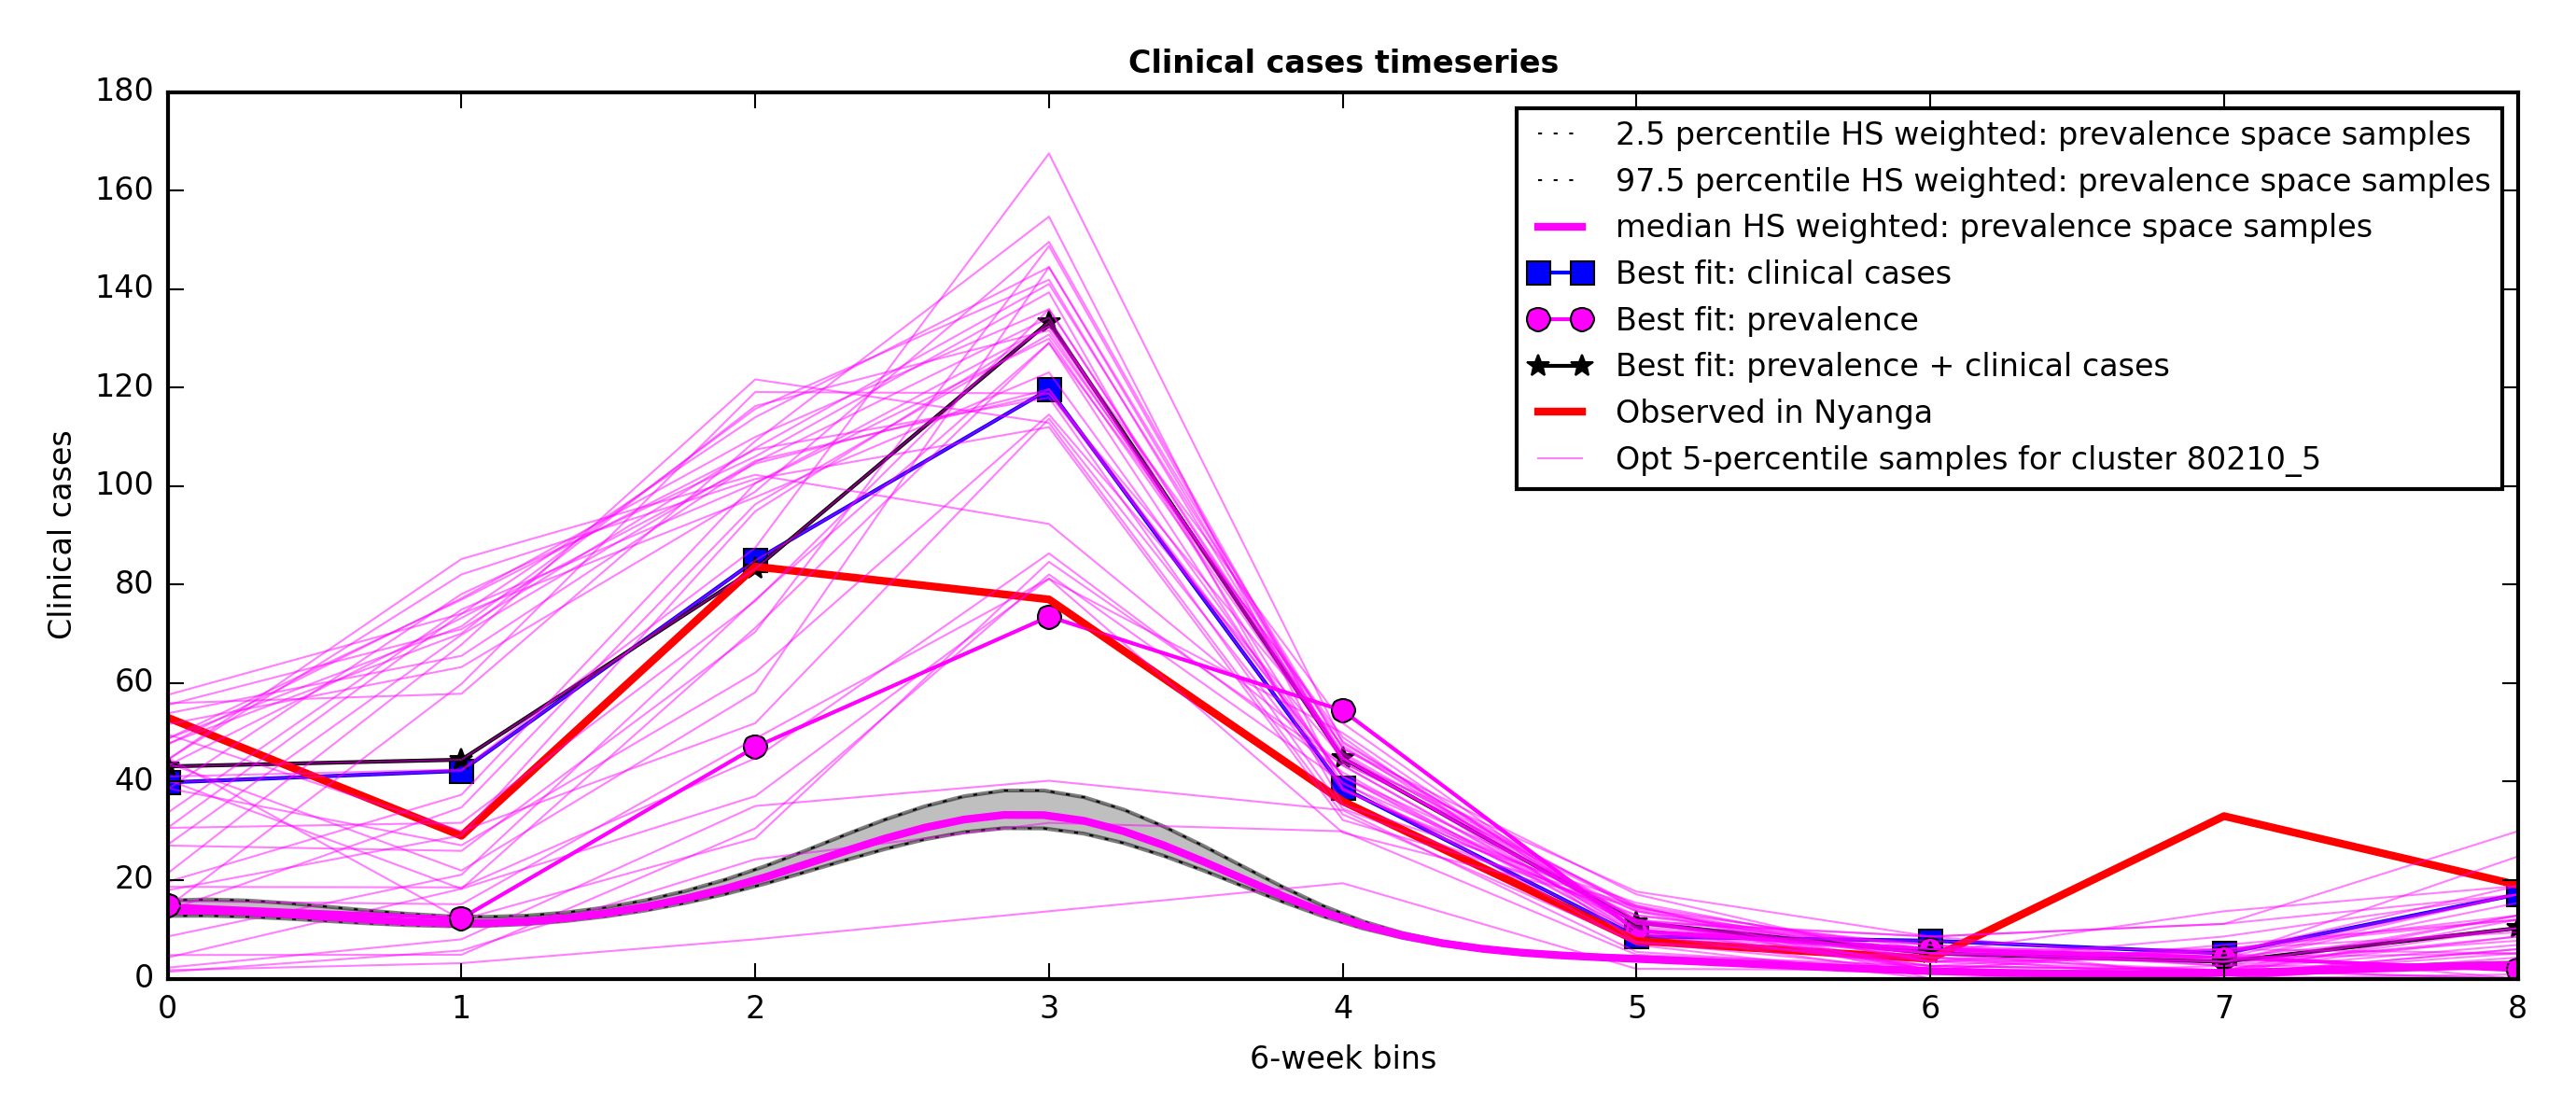 Clinical cases timeseries
180
160
140
120
100
80
60
40
20
0
Clinical cases
2.5 percentile HS weighted: prevalence space samples
97.5 percentile HS weighted: prevalence space samples
median HS weighted: prevalence space samples
Best fit: clinical cases
Best fit: prevalence
Best fit: prevalence + clinical cases
Observed in Nyanga
Opt 5-percentile samples for cluster 80210_5
0 1 2 3 4 5 6 7 8
6-week bins